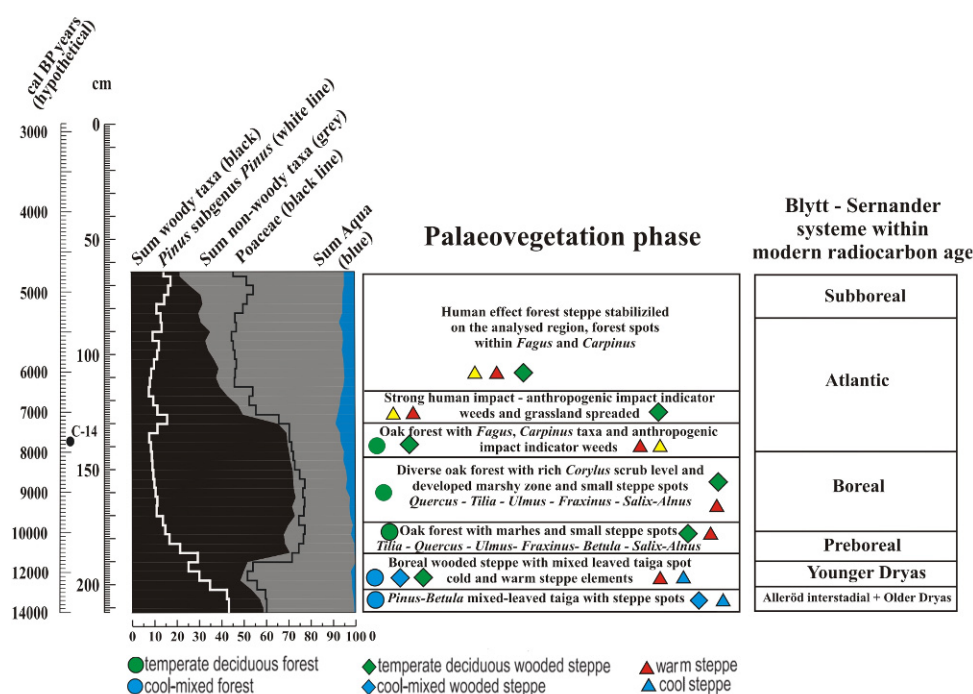 cal BP years
(hypothetical)
cm
Sum woody taxa (black)
Pinus subgenus Pinus (white line)
Sum non-woody taxa (grey)
Poaceae (black line)
Sum Aqua
(blue)
Palaeovegetation phase
Blytt - Sernander
systeme within
modern radiocarbon age
3000
4000
5000
6000
7000
C-14
8000
9000
10000
12000
14000
0
50
100
150
200
Human effect forest steppe stabiliziled
on the analysed region, forest spots
within Fagus and Carpinus
Strong human impact - anthropogenic impact indicator
weeds and grassland spreaded
Oak forest with Fagus, Carpinus taxa and anthropogenic
impact indicator weeds
Diverse oak forest with rich Corylus scrub level and
developed marshy zone and small steppe spots
Quercus - Tilia - Ulmus - Fraxinus - Salix-Alnus
Oak forest with marhes and small steppe spots
Tilia - Quercus - Ulmus- Fraxinus- Betula - Salix-Alnus
Boreal wooded steppe with mixed leaved taiga spot
cold and warm steppe elements
Pinus-Betula mixed-leaved taiga with steppe spots
Subboreal
Atlantic
Boreal
Preboreal
Younger Dryas
Alleröd interstadial + Older Dryas
0 10 20 30 40 50 60 70 80 90 100 0
temperate deciduous forest
cool-mixed forest
temperate deciduous wooded steppe
cool-mixed wooded steppe
warm steppe
cool steppe